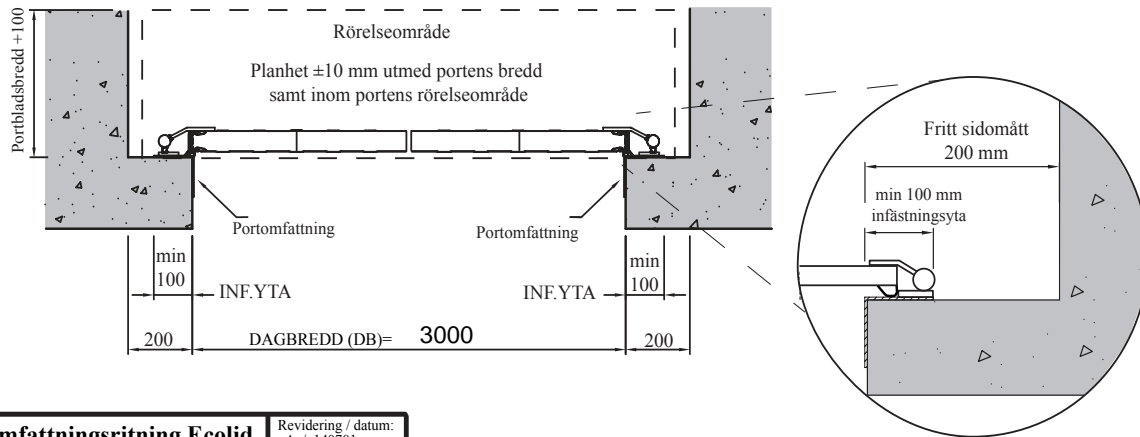 Portbladsbredd +100
Rörelseområde
Planhet ±10 mm utmed portens bredd
samt inom portens rörelseområde
Fritt sidomått
200 mm
min 100 mm
infästningsyta
Portomfattning
Portomfattning
min
100
INF.YTA
INF.YTA
min
100
200
DAGBREDD (DB)= 3000
200
Revidering / datum: